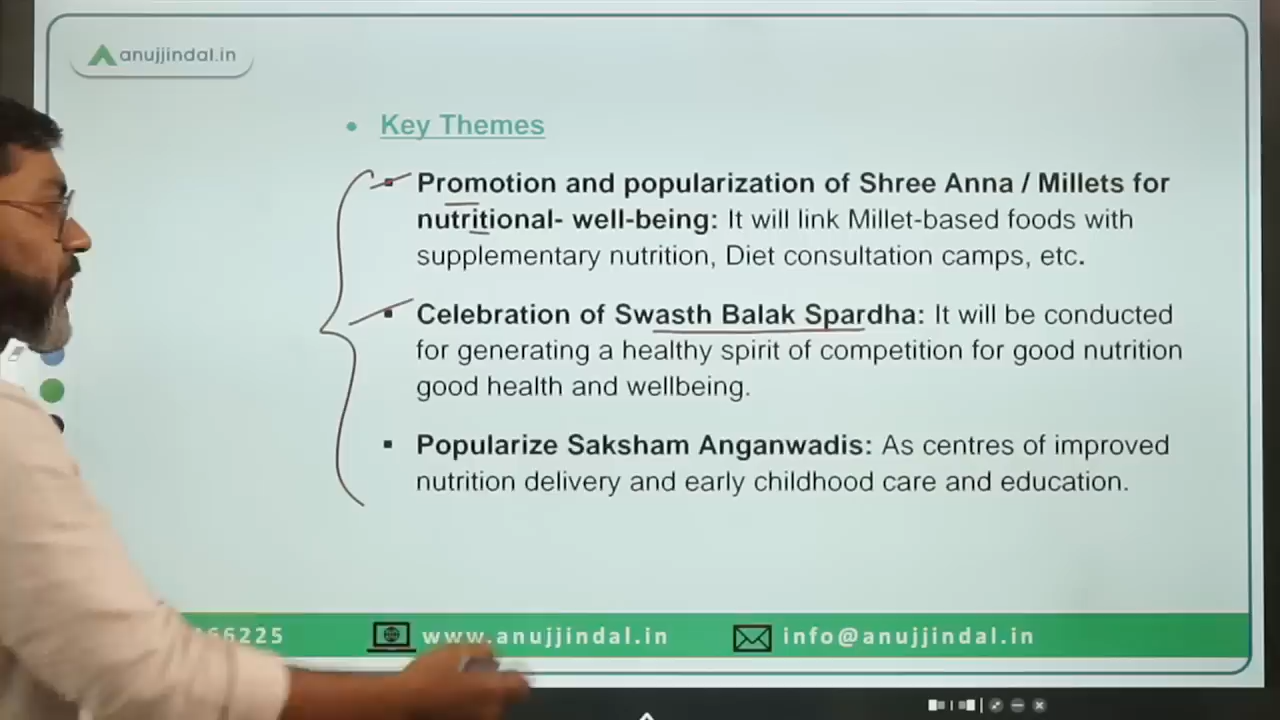 anujjindal.in
• Key Themes
▪ Promotion and popularization of Shree Anna / Millets for
nutritional- well-being: It will link Millet-based foods with
supplementary nutrition, Diet consultation camps, etc.
▪ Celebration of Swasth Balak Spardha: It will be conducted
for generating a healthy spirit of competition for good nutrition
good health and wellbeing.
▪ Popularize Saksham Anganwadis: As centres of improved
nutrition delivery and early childhood care and education.
66225 www.anujjindal.in info@anujjindal.in